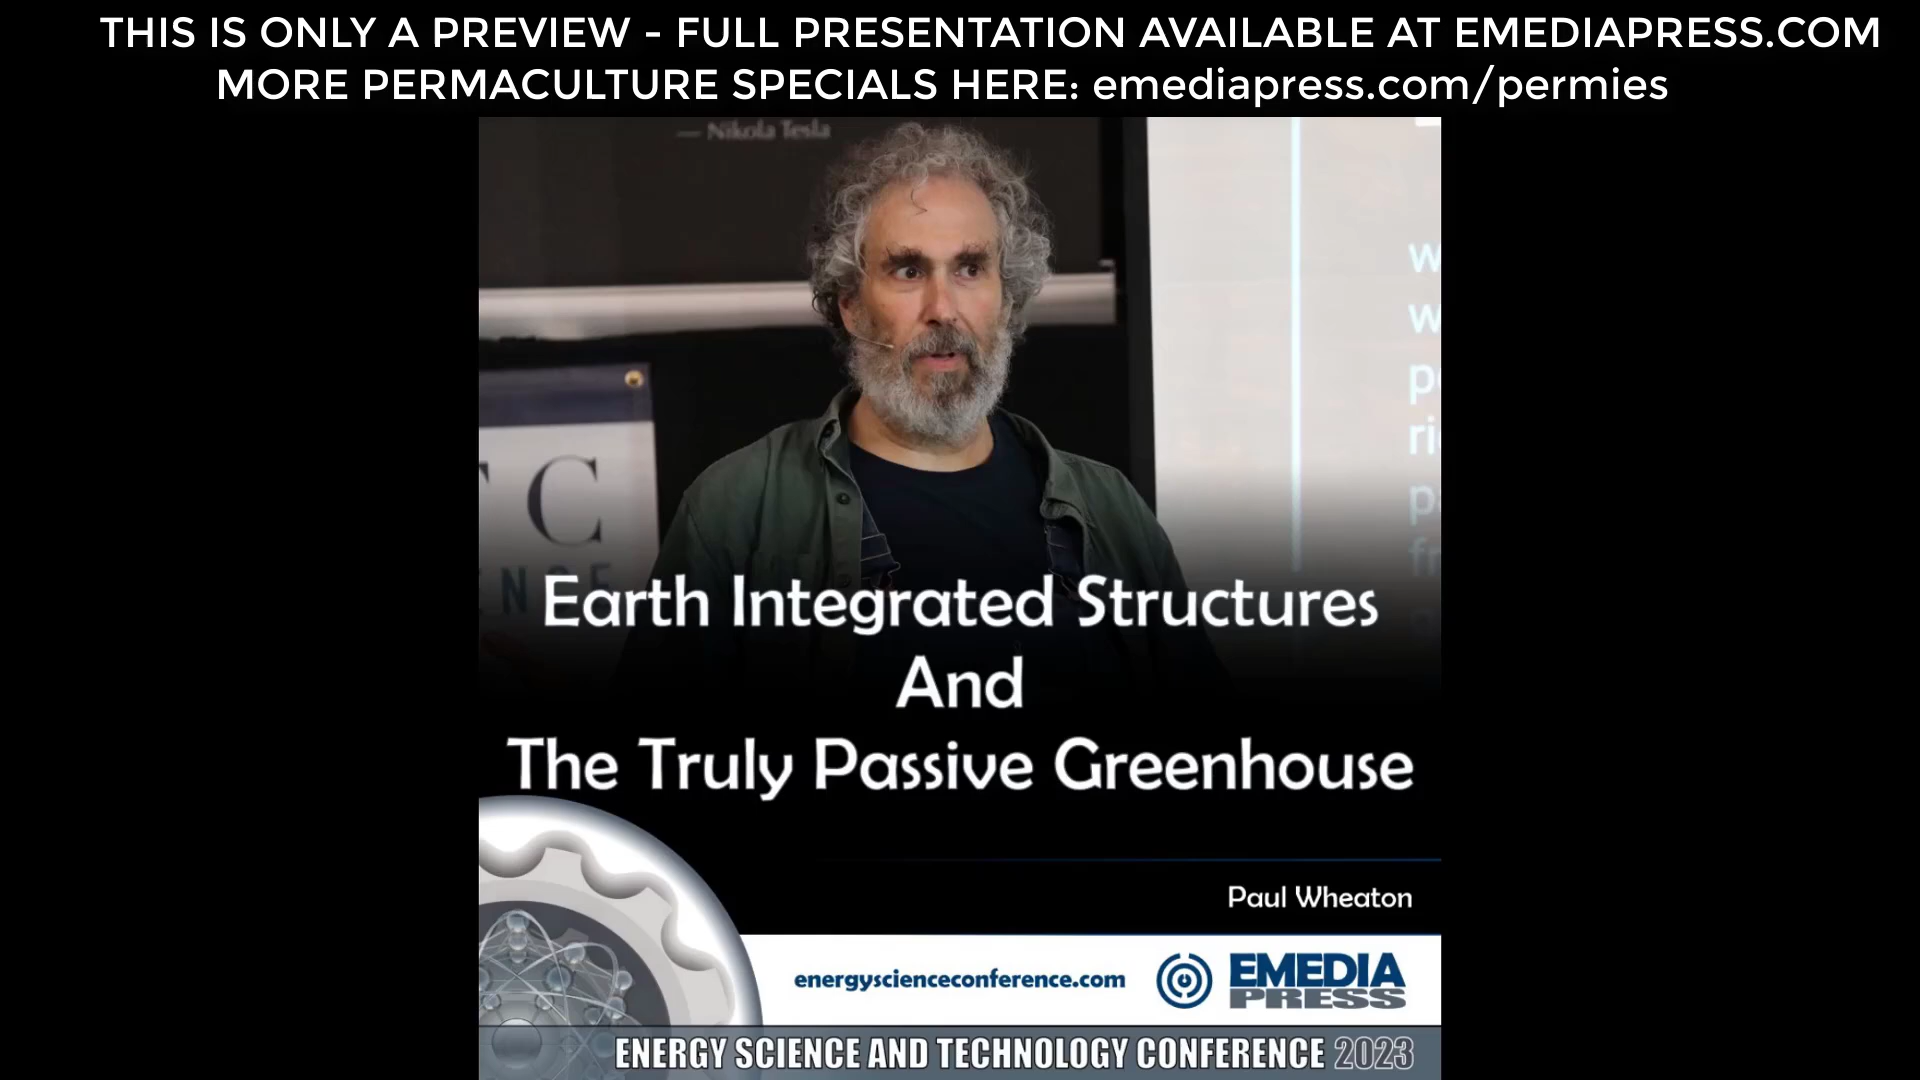 THIS IS ONLY A PREVIEW - FULL PRESENTATION AVAILABLE AT EMEDIAPRESS.COM
MORE PERMACULTURE SPECIALS HERE: emediapress.com/permies
— Nikola Tesla
C
Earth Integrated Structures
And
The Truly Passive Greenhouse
Paul Wheaton
energyscienceconference.com
EMEDIA
PRESS
ENERGY SCIENCE AND TECHNOLOGY CONFERENCE 2023